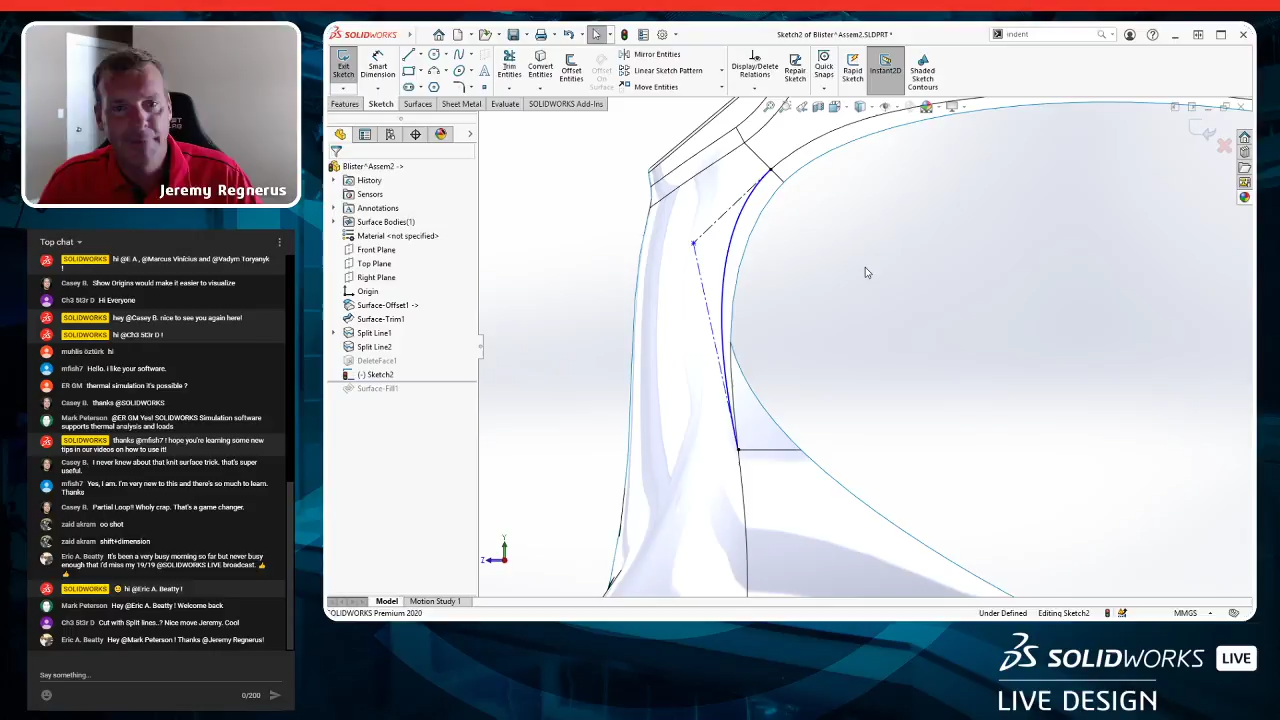 Jeremy Regnerus
Top chat
SOLIDWORKS hi @E A , @Marcus Vinícius and @Vadym Toryanyk
!
Casey B. Show Origins would make it easier to visualize
Ch3 5t3r D Hi Everyone
SOLIDWORKS hey @Casey B. nice to see you again here!
SOLIDWORKS hi @Ch3 5t3r D !
muhlis öztürk hi
mfish7 Hello. i like your software.
ER GM thermal simulation it's possible ?
Casey B. thanks @SOLIDWORKS
Mark Peterson @ER GM Yes! SOLIDWORKS Simulation software
supports thermal analysis and loads
SOLIDWORKS thanks @mfish7 ! hope you're learning some new
tips in our videos on how to use it!
Casey B. I never knew about that knit surface trick. that's super
useful.
mfish7 Yes, I am. I'm very new to this and there's so much to learn.
Thanks
Casey B. Partial Loop!! Wholy crap. That's a game changer.
zaid akram oo shot
zaid akram shift+dimension
Eric A. Beatty It's been a very busy morning so far but never busy
enough that i'd miss my 19/19 @SOLIDWORKS LIVE broadcast.
SOLIDWORKS hi @Eric A. Beatty !
Mark Peterson Hey @Eric A. Beatty ! Welcome back
Ch3 5t3r D Cut with Split lines..? Nice move Jeremy. Cool
Eric A. Beatty Hey @Mark Peterson ! Thanks @Jeremy Regnerus!
Say something...
0/200
SOLIDWORKS
Sketch2 of Blister^Assem2.SLDPRT *
indent
Exit Sketch
Smart Dimension
Trim Entities
Convert Entities
Offset Entities
Offset On Surface
Mirror Entities
Linear Sketch Pattern
Move Entities
Display/Delete Relations
Repair Sketch
Quick Snaps
Rapid Sketch
Instant2D
Shaded Sketch Contours
Features Sketch Surfaces Sheet Metal Evaluate SOLIDWORKS Add-Ins
Blister^Assem2 ->
History
Sensors
Annotations
Surface Bodies(1)
Material <not specified>
Front Plane
Top Plane
Right Plane
Origin
Surface-Offset1 ->
Surface-Trim1
Split Line1
Split Line2
DeleteFace1
(-) Sketch2
Surface-Fill1
Y
Z
Model Motion Study 1
SOLIDWORKS Premium 2020
Under Defined Editing Sketch2 MMGS
SOLIDWORKS LIVE
LIVE DESIGN